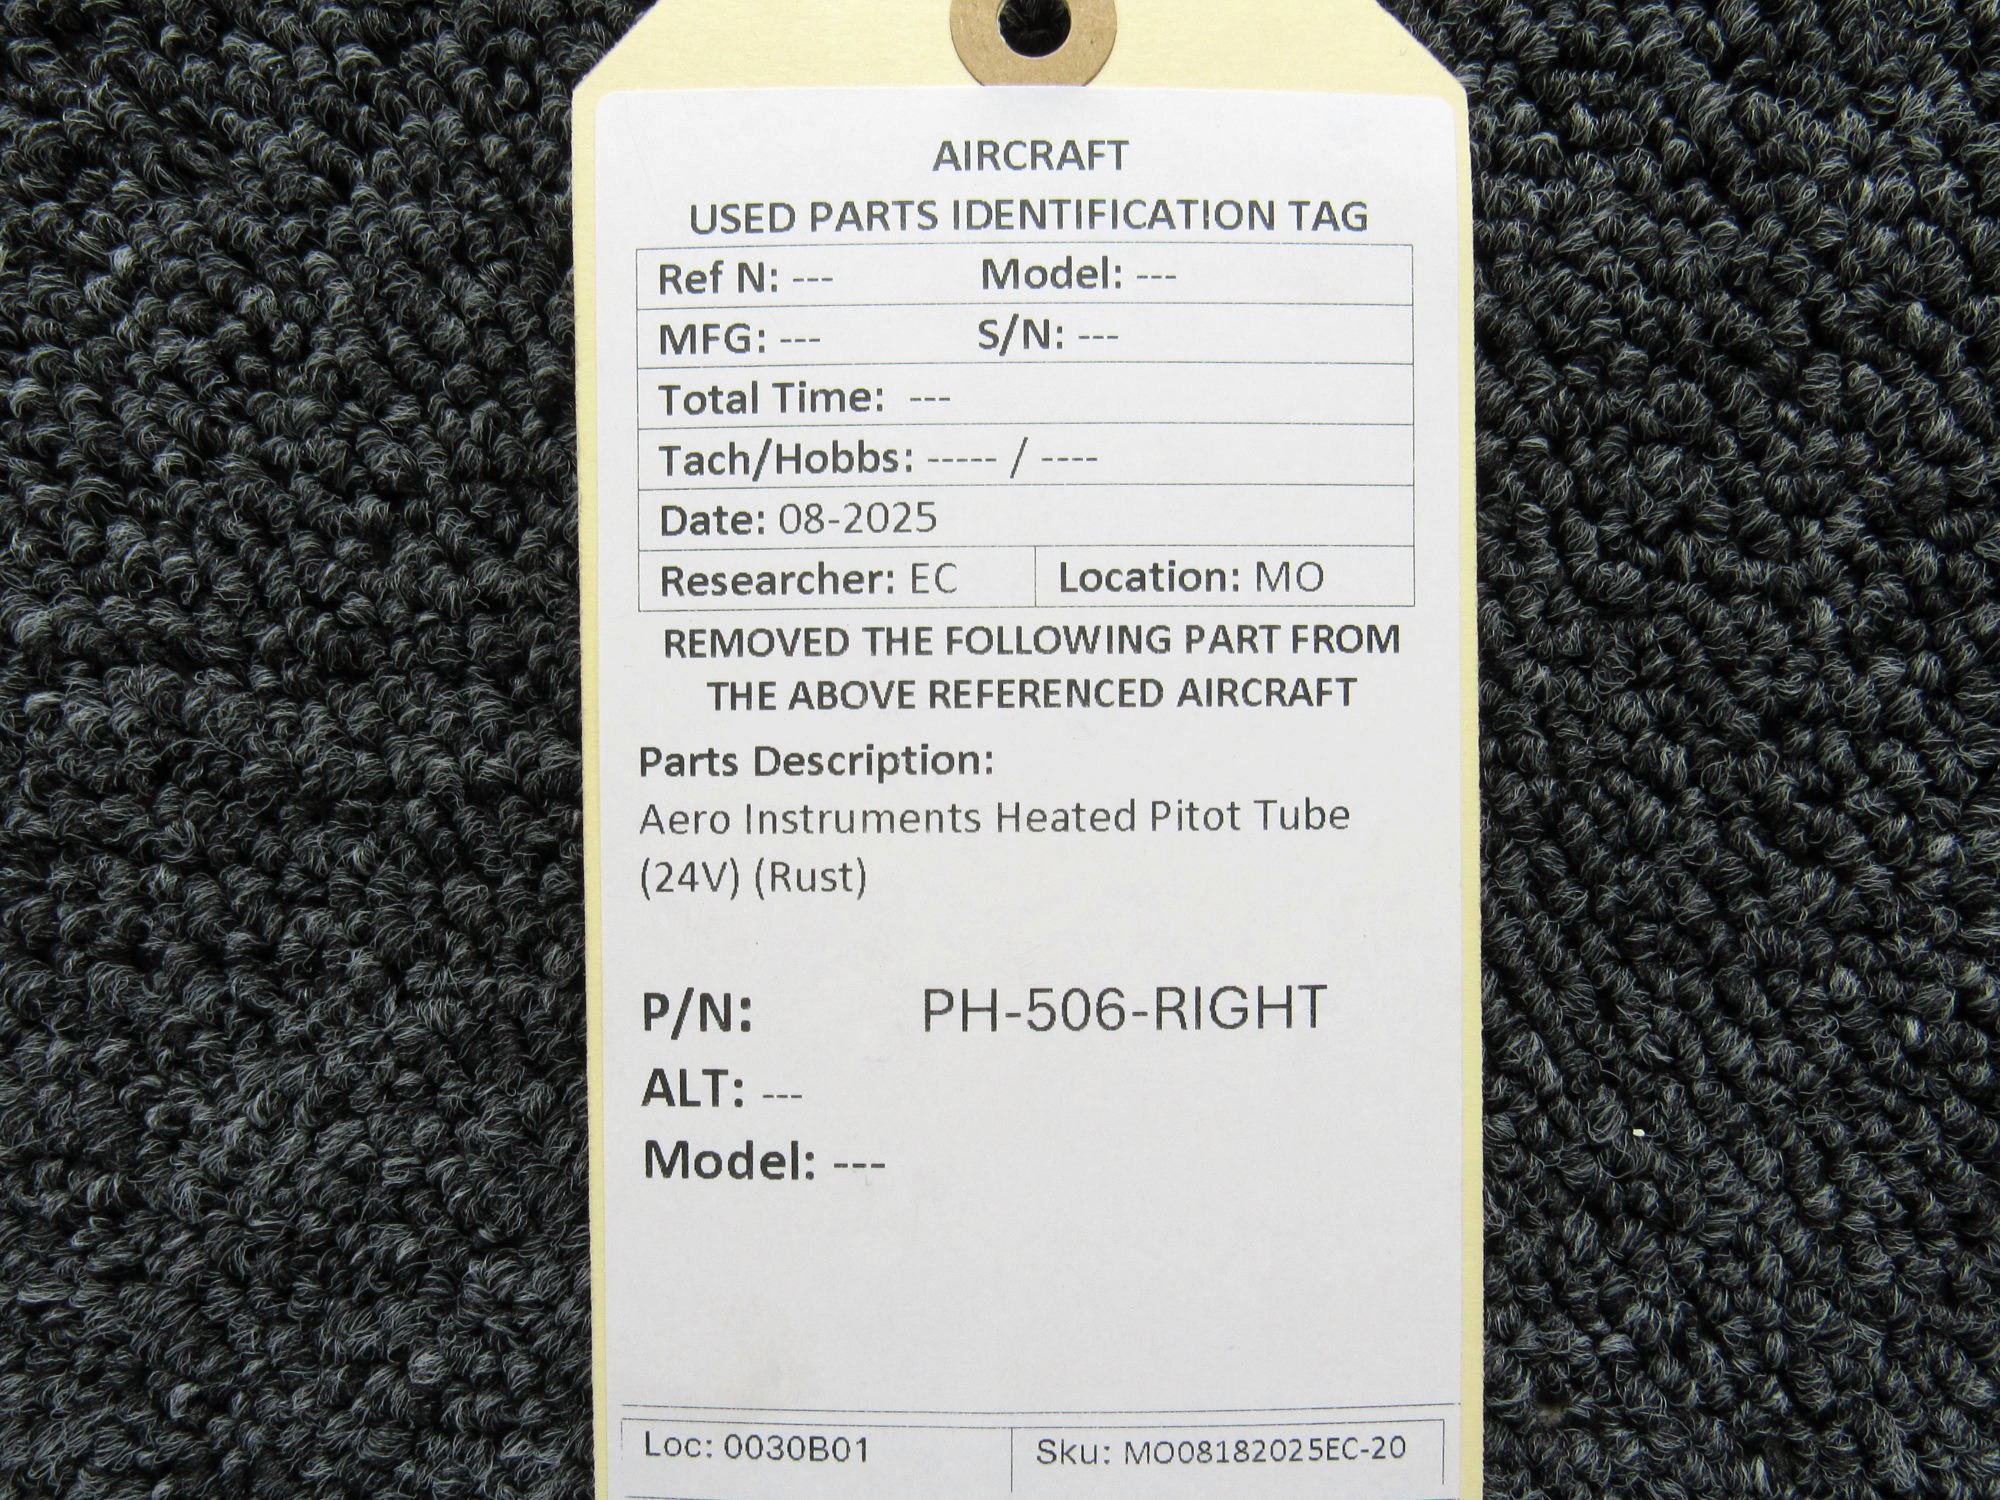 AIRCRAFT
USED PARTS IDENTIFICATION TAG
Ref N: --- Model: ---
MFG: --- S/N: ---
Total Time: ---
Tach/Hobbs: ----- / ----
Date: 08-2025
Researcher: EC Location: MO
REMOVED THE FOLLOWING PART FROM
THE ABOVE REFERENCED AIRCRAFT
Parts Description:
Aero Instruments Heated Pitot Tube
(24V) (Rust)
P/N: PH-506-RIGHT
ALT: ---
Model: ---
Loc: 0030B01 Sku: MO08182025EC-20